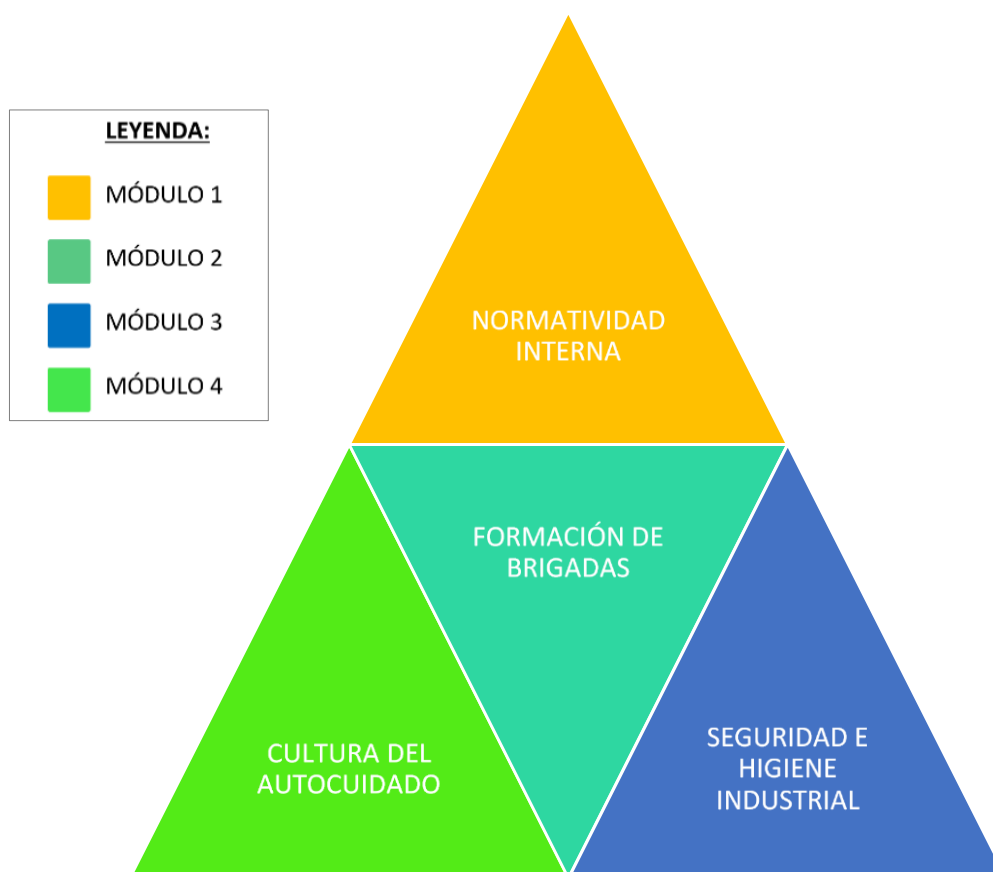 LEYENDA:
MÓDULO 1
MÓDULO 2
MÓDULO 3
MÓDULO 4
NORMATIVIDAD
INTERNA
FORMACIÓN DE
BRIGADAS
CULTURA DEL
AUTOCUIDADO
SEGURIDAD E
HIGIENE
INDUSTRIAL